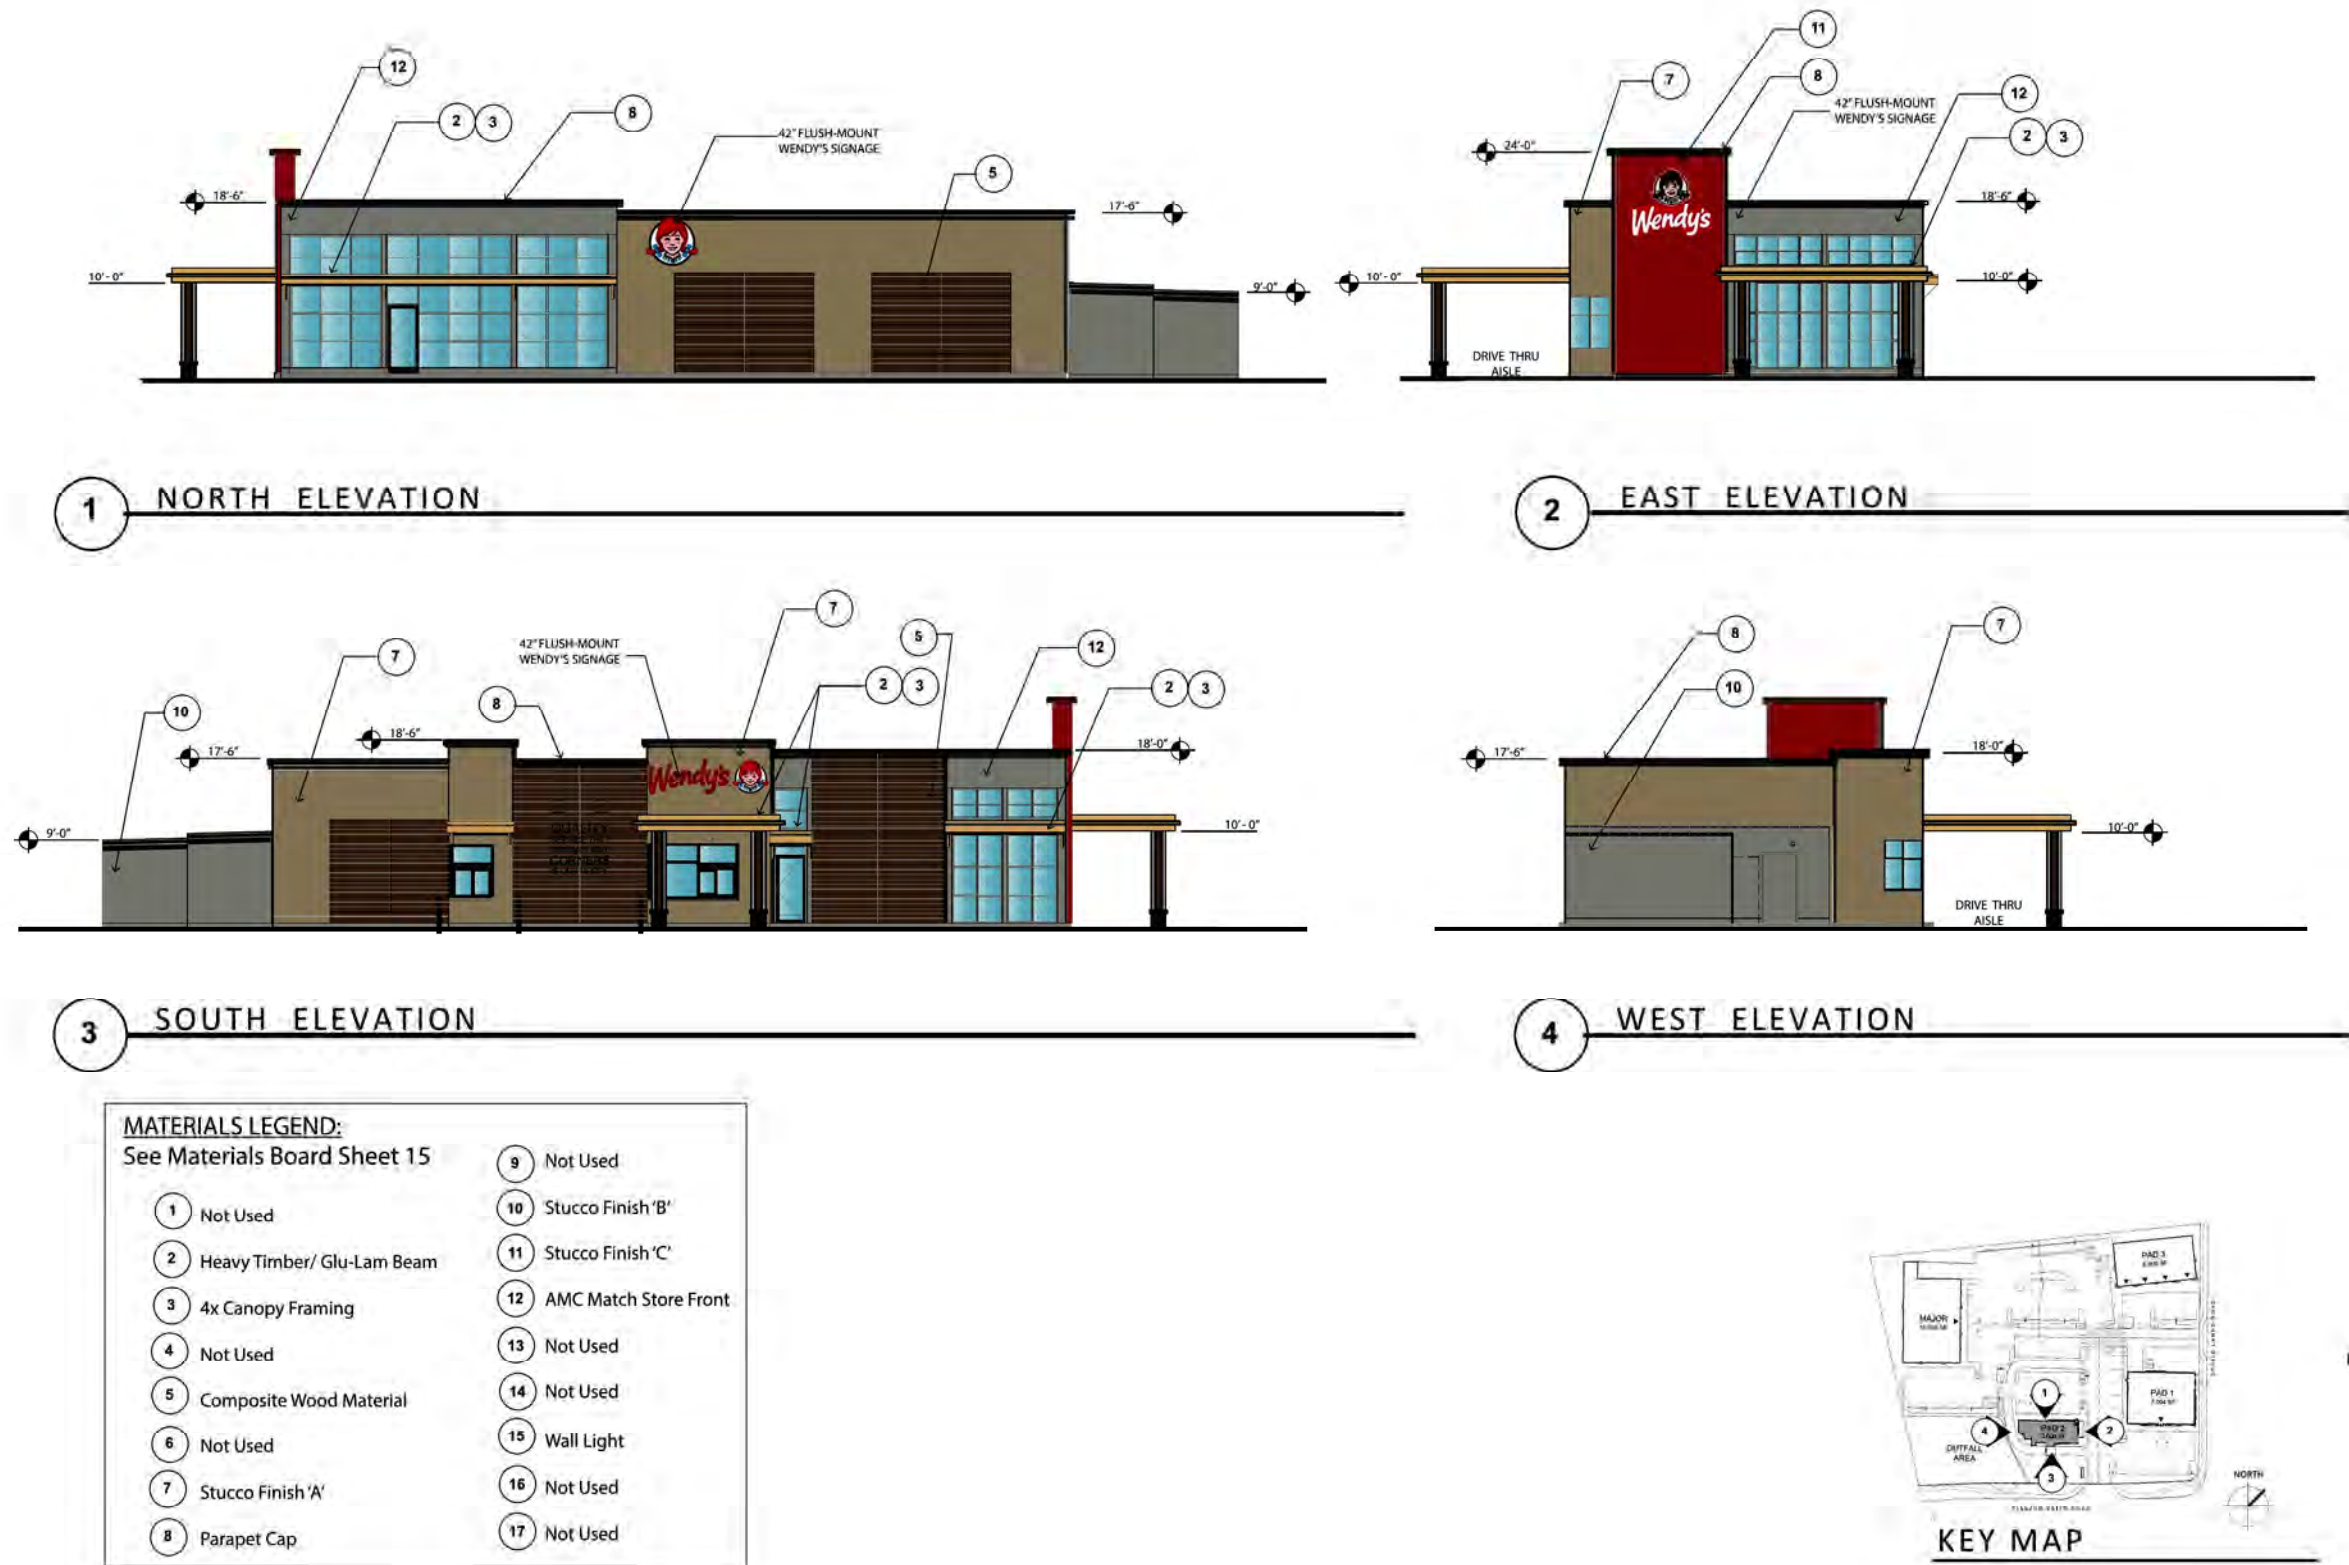 12
2 3
8
42" FLUSH-MOUNT
WENDY'S SIGNAGE
5
18'-6"
17'-6"
10'-0"
9'-0"
1 NORTH ELEVATION
11
7
8
42" FLUSH-MOUNT
WENDY'S SIGNAGE
12
2 3
24'-0"
18'-6"
Wendy's
10'-0"
10'-0"
DRIVE THRU
AISLE
2 EAST ELEVATION
7
42" FLUSH-MOUNT
WENDY'S SIGNAGE
7
5
12
8
2 3
2 3
10
18'-6"
17'-6"
18'-0"
Wendy's
QUALITY
CORNERS
9'-0"
10'-0"
3 SOUTH ELEVATION
8
7
10
17'-6"
18'-0"
10'-0"
DRIVE THRU
AISLE
4 WEST ELEVATION
MATERIALS LEGEND:
See Materials Board Sheet 15
1 Not Used
2 Heavy Timber/ Glu-Lam Beam
3 4x Canopy Framing
4 Not Used
5 Composite Wood Material
6 Not Used
7 Stucco Finish 'A'
8 Parapet Cap
9 Not Used
10 Stucco Finish 'B'
11 Stucco Finish 'C'
12 AMC Match Store Front
13 Not Used
14 Not Used
15 Wall Light
16 Not Used
17 Not Used
PAD 3
MAJOR
PAD 1
1
PAD 2
4
2
3
OUTFALL
AREA
NORTH
KEY MAP